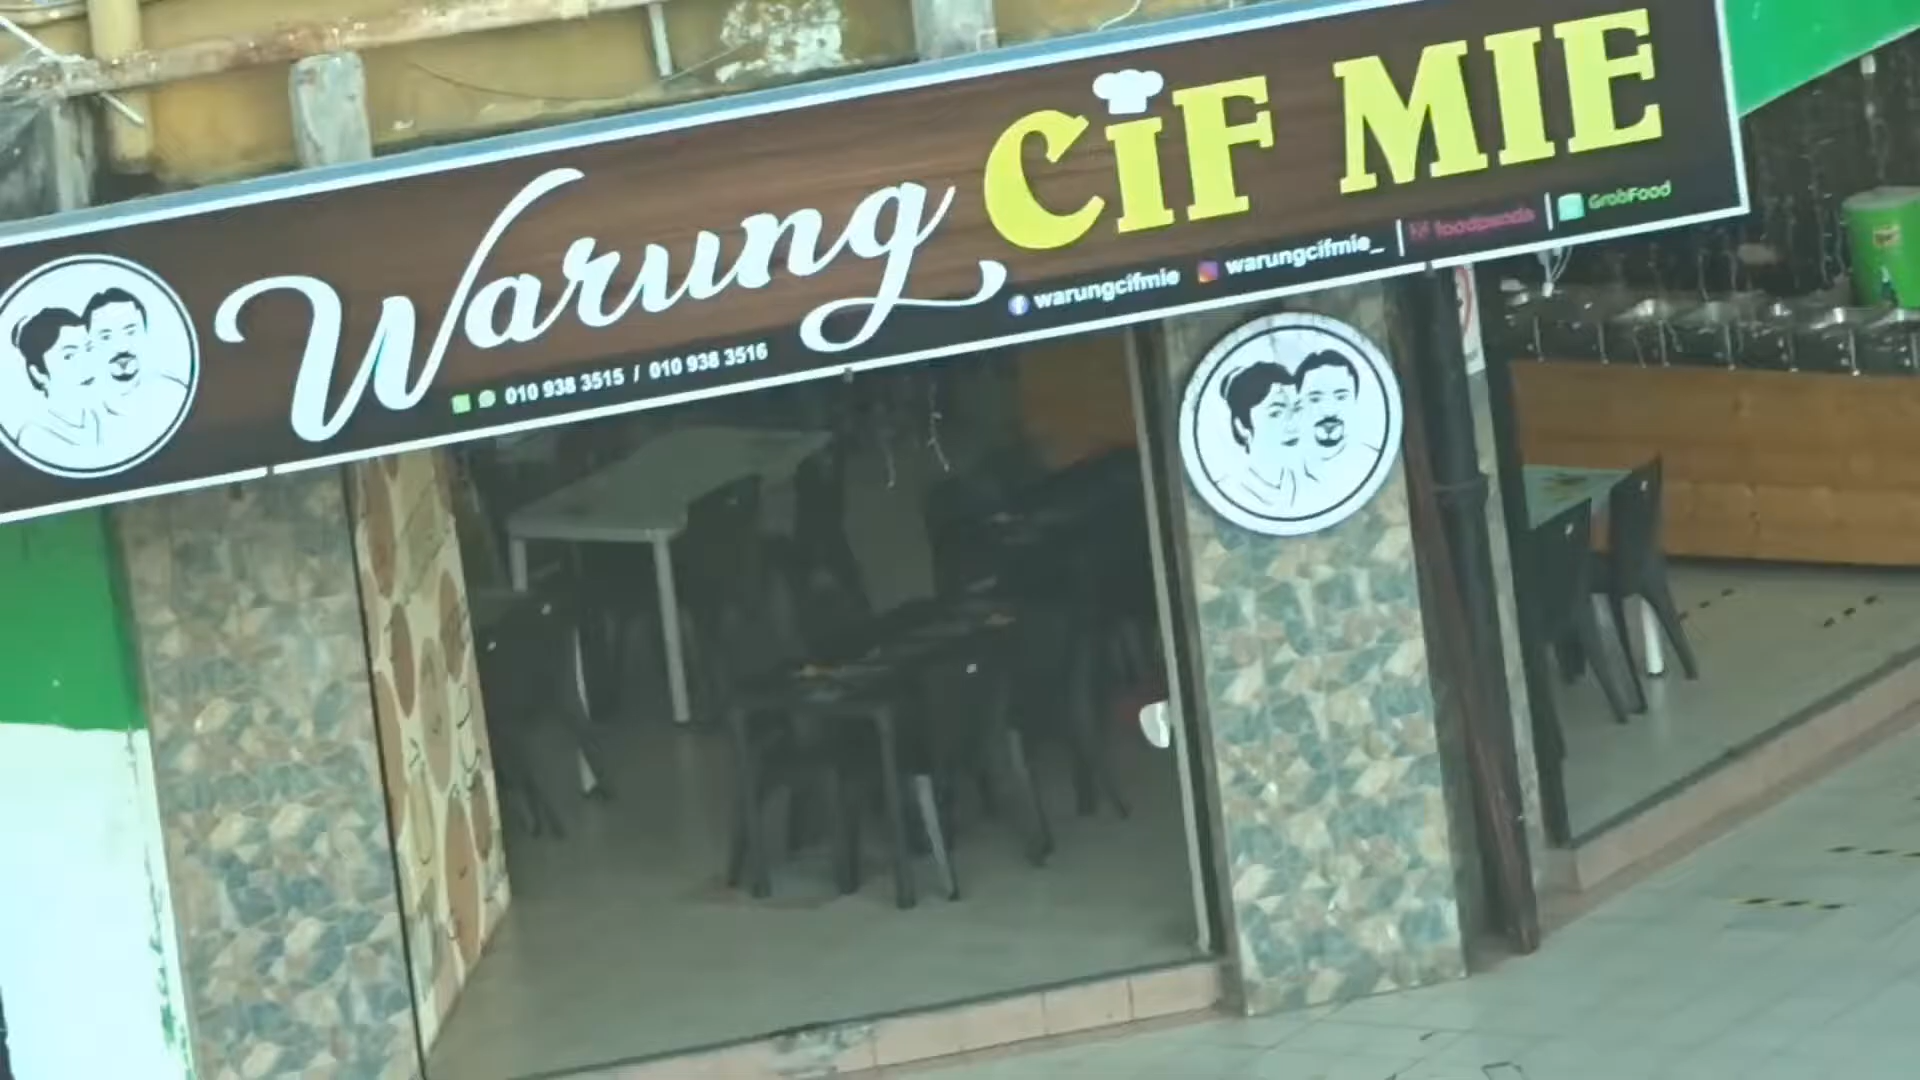 Warung CiF MIE
010 938 3515 / 010 938 3516
warungcifmie warungcifmie_ | foodpanda | GrabFood